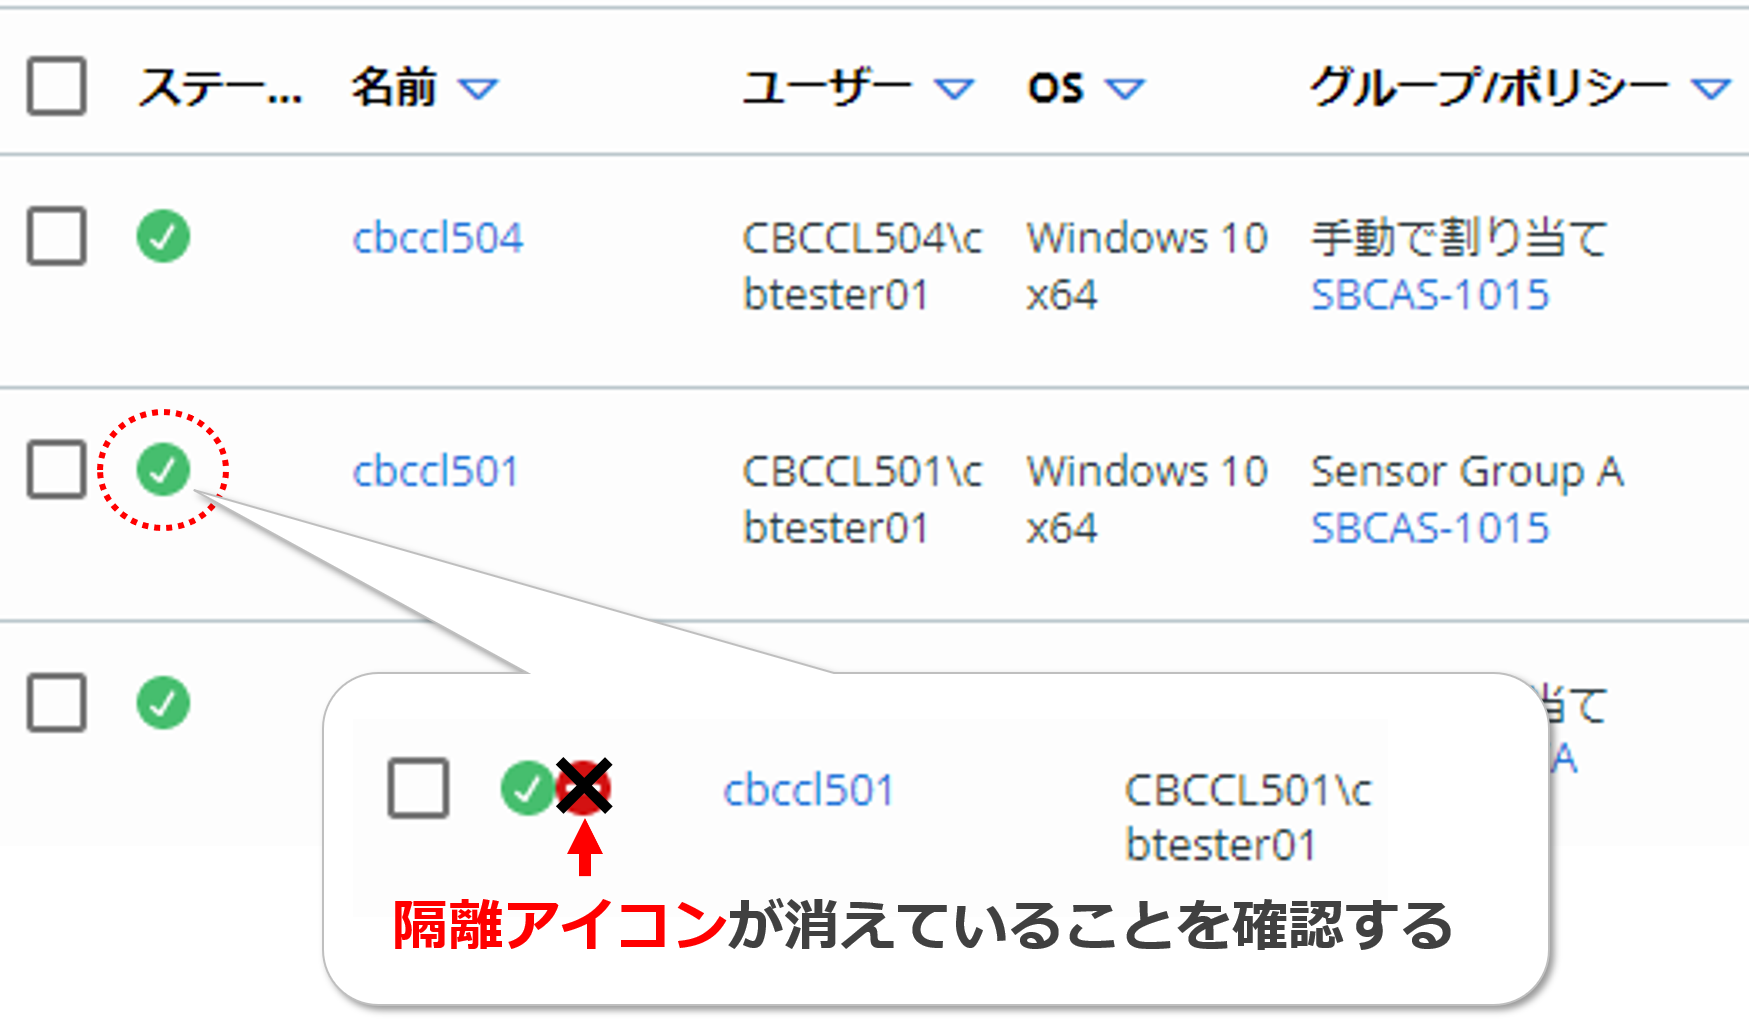 ステー... 名前 ユーザー OS グループ/ポリシー
cbccl504 CBCCL504\c Windows 10 手動で割り当て
btester01 x64 SBCAS-1015
cbccl501 CBCCL501\c Windows 10 Sensor Group A
btester01 x64 SBCAS-1015
当て
A
cbccl501 CBCCL501\c
btester01
隔離アイコンが消えていることを確認する